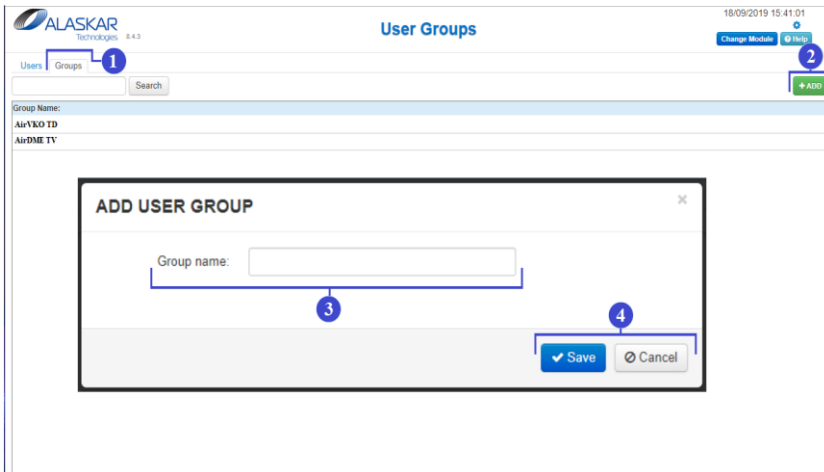 ALASKAR
Technologies 8.4.3
User Groups
18/09/2019 15:41:01
Change Module Help
Users Groups 1
2
Search
+ADD
Group Name:
AirVKO TD
AirDME TV
ADD USER GROUP ×
Group name:
3
4
Save Cancel